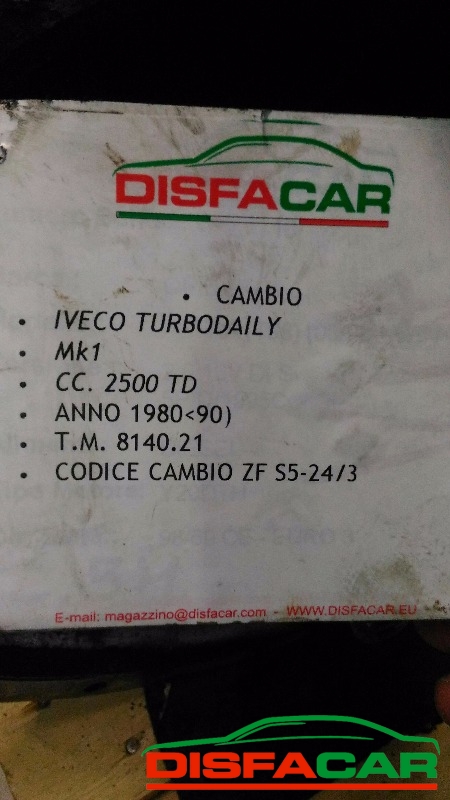 DISFACAR
• CAMBIO
• IVECO TURBODAILY
• Mk1
• CC. 2500 TD
• ANNO 1980<90)
• T.M. 8140.21
• CODICE CAMBIO ZF S5-24/3
E-mail: magazzino@disfacar.com - WWW.DISFACAR.EU
DISFACAR